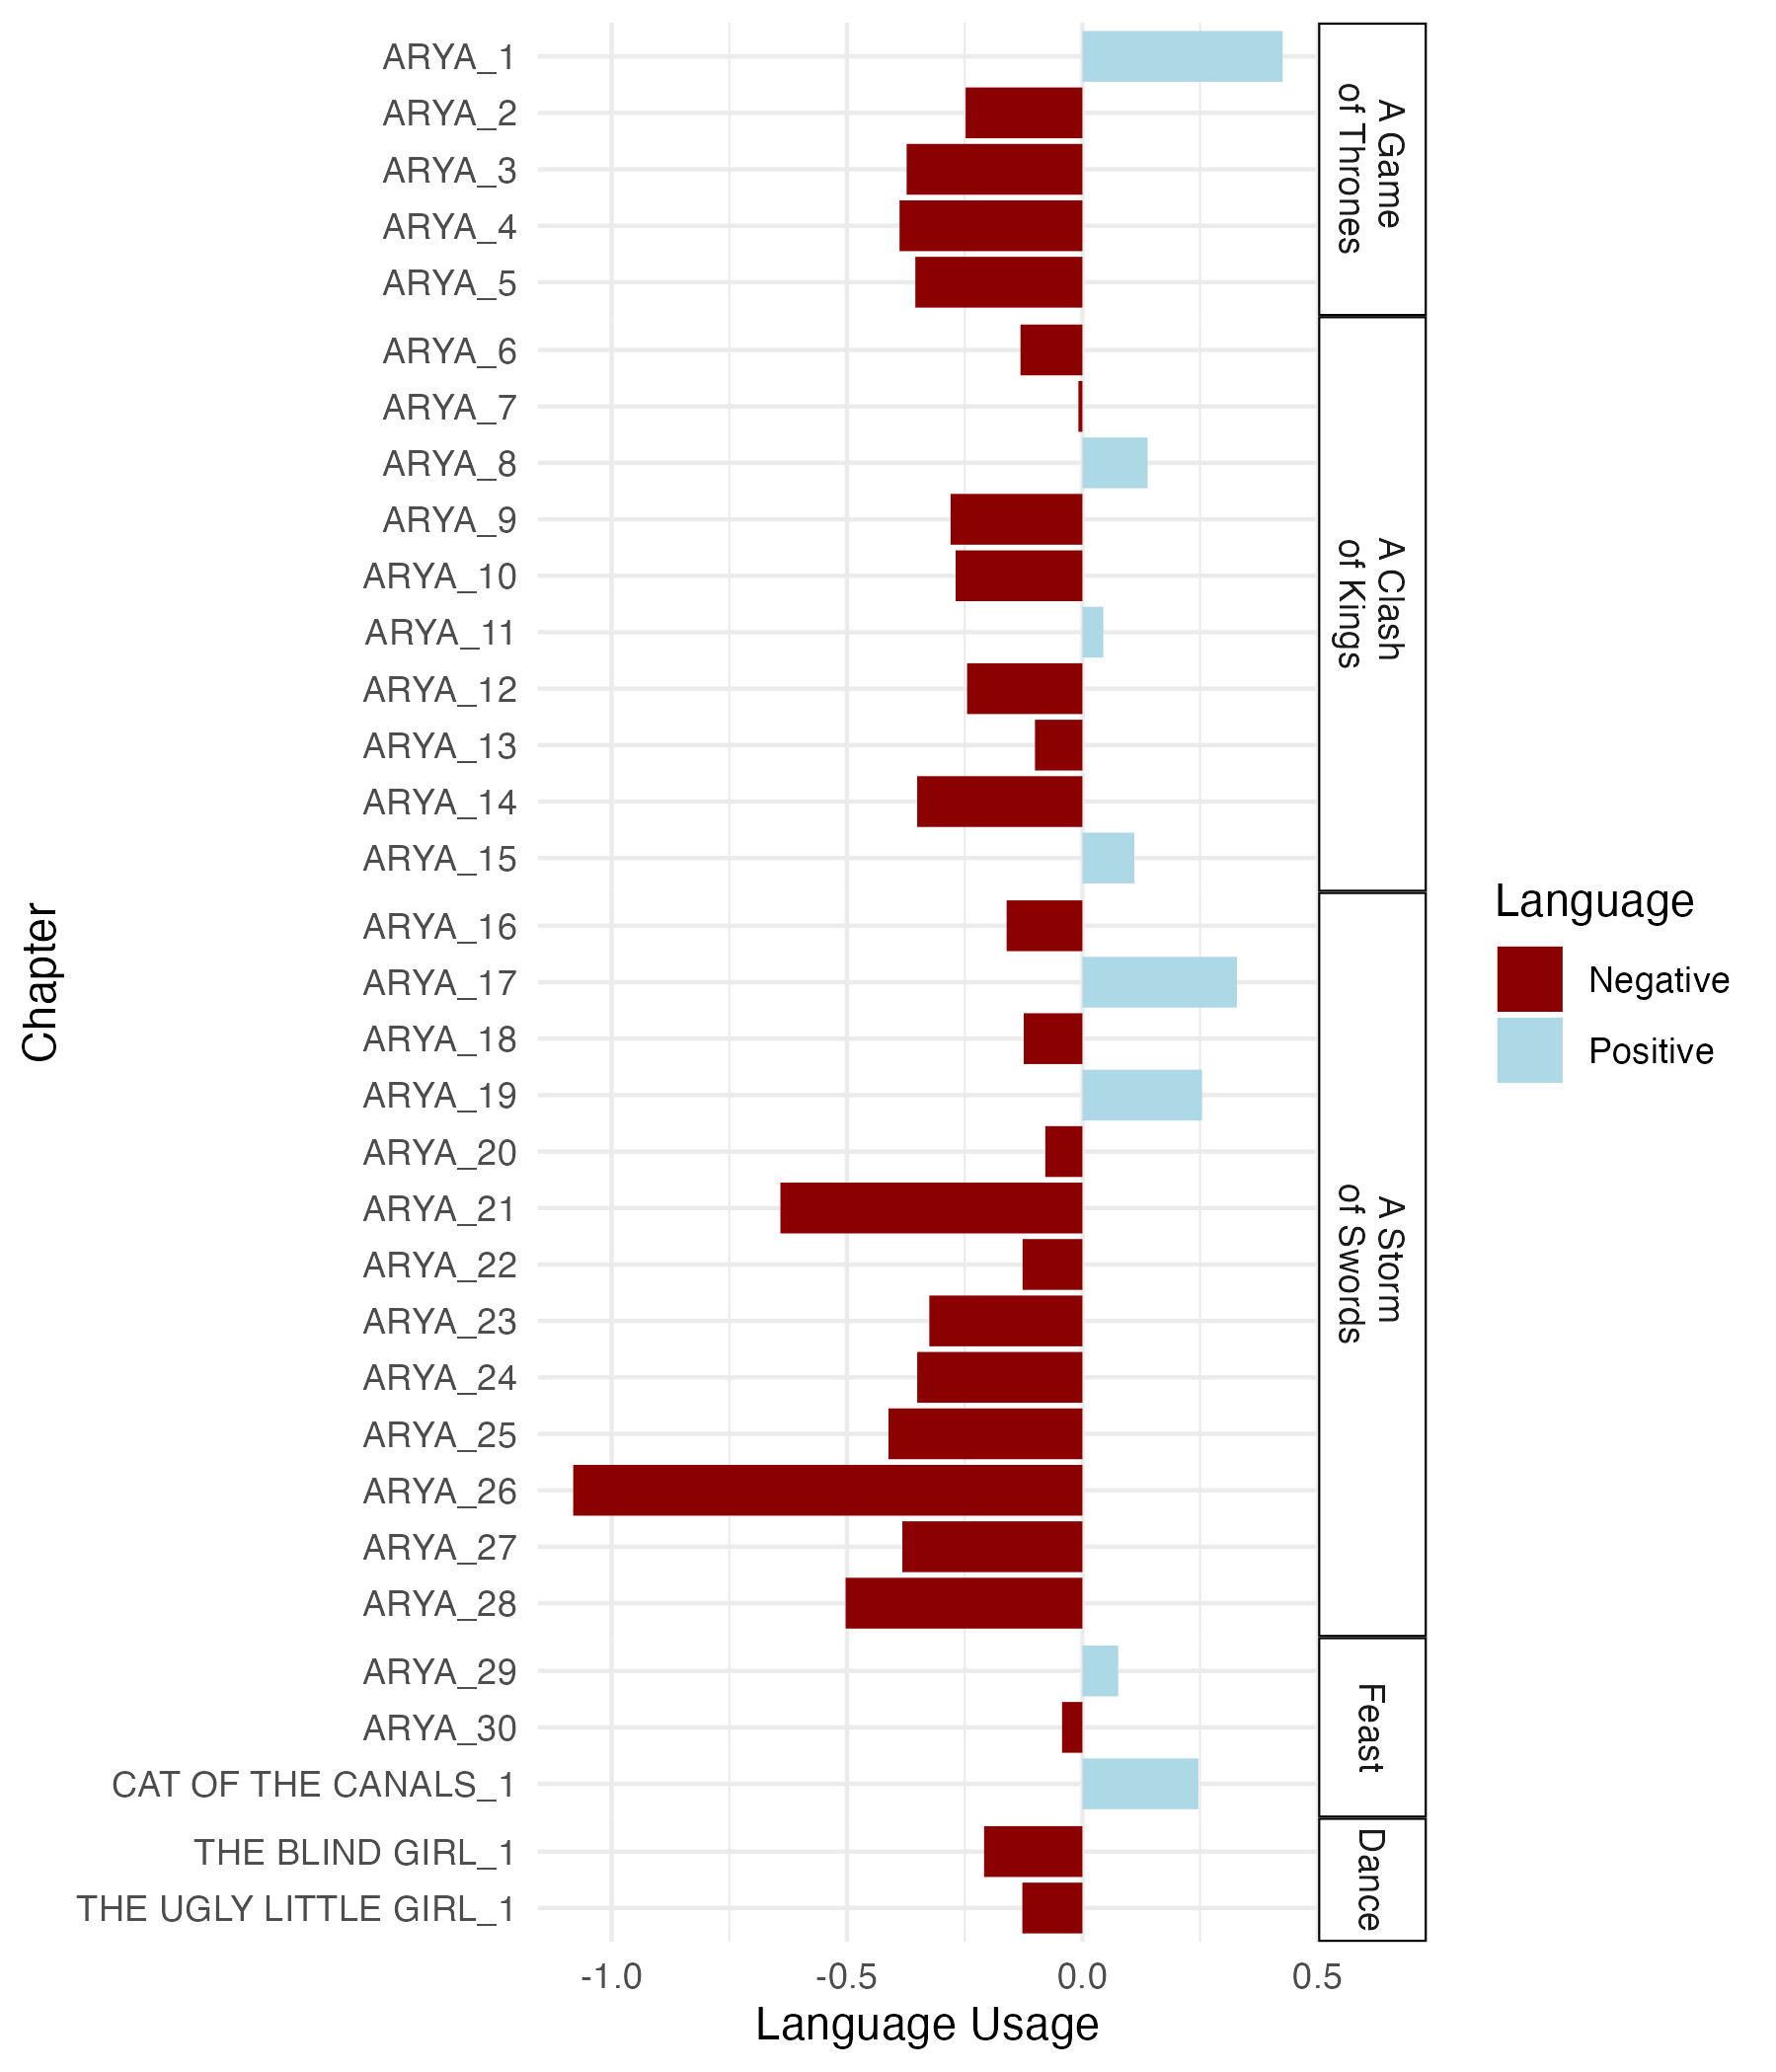 ARYA_1
ARYA_2
ARYA_3
ARYA_4
ARYA_5
ARYA_6
ARYA_7
ARYA_8
ARYA_9
ARYA_10
ARYA_11
ARYA_12
ARYA_13
ARYA_14
ARYA_15
ARYA_16
ARYA_17
ARYA_18
ARYA_19
ARYA_20
ARYA_21
ARYA_22
ARYA_23
ARYA_24
ARYA_25
ARYA_26
ARYA_27
ARYA_28
ARYA_29
ARYA_30
CAT OF THE CANALS_1
THE BLIND GIRL_1
THE UGLY LITTLE GIRL_1
Chapter
-1.0
-0.5
0.0
0.5
Language Usage
A Game
of Thrones
A Clash
of Kings
A Storm
of Swords
Feast
Dance
Language
Negative
Positive